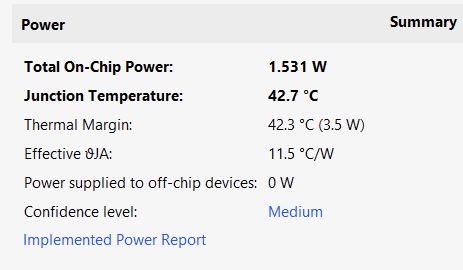 Power Summary
Total On-Chip Power: 1.531 W
Junction Temperature: 42.7 °C
Thermal Margin: 42.3 °C (3.5 W)
Effective ϑJA: 11.5 °C/W
Power supplied to off-chip devices: 0 W
Confidence level: Medium
Implemented Power Report